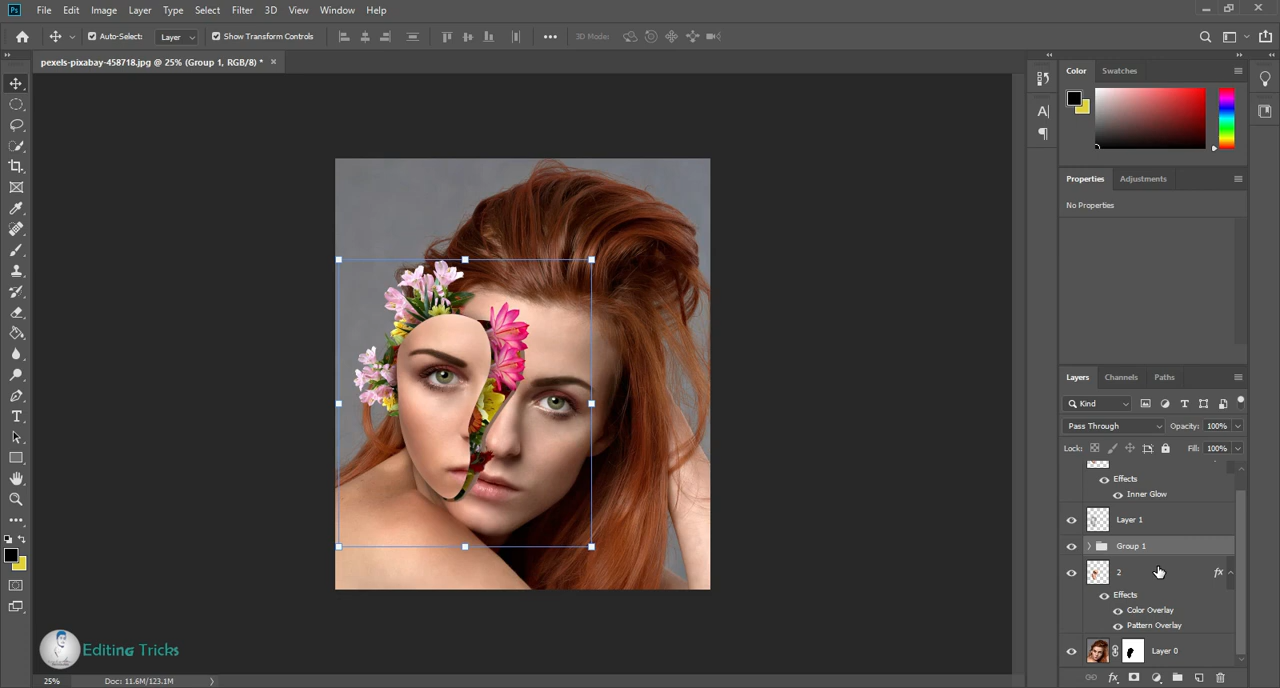 Ps File Edit Image Layer Type Select Filter 3D View Window Help
Auto-Select: Layer Show Transform Controls 3D Mode:
pexels-pixabay-458718.jpg @ 25% (Group 1, RGB/8) *
Color Swatches
Properties Adjustments
No Properties
Layers Channels Paths
Kind
Pass Through Opacity: 100%
Lock: Fill: 100%
Effects
Inner Glow
Layer 1
Group 1
2 fx
Effects
Color Overlay
Pattern Overlay
Layer 0
Editing Tricks
25% Doc: 11.6M/123.1M